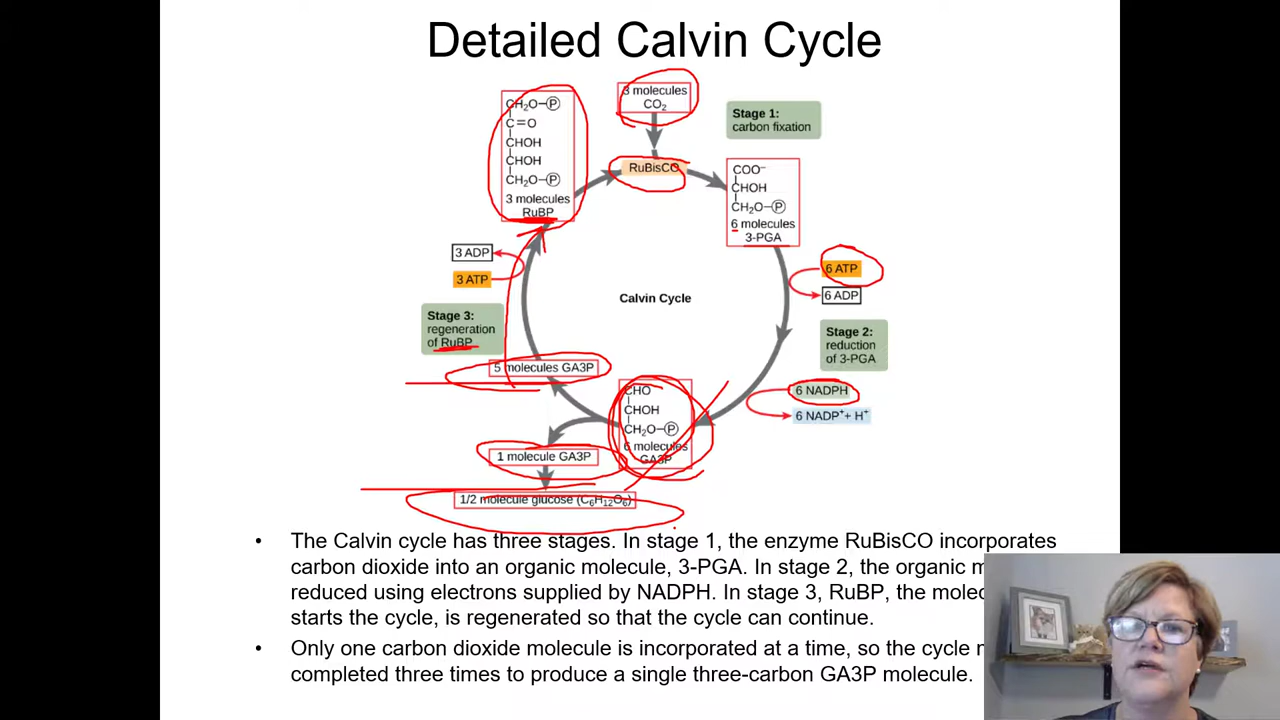 Detailed Calvin Cycle
CH₂O–Ⓟ
C=O
CHOH
CHOH
CH₂O–Ⓟ
3 molecules
RuBP
3 molecules
CO₂
RuBisCO
Stage 1:
carbon fixation
COO⁻
CHOH
CH₂O–Ⓟ
6 molecules
3-PGA
6 ATP
6 ADP
Stage 2:
reduction
of 3-PGA
6 NADPH
6 NADP⁺+ H⁺
CHO
CHOH
CH₂O–Ⓟ
6 molecules
GA3P
1 molecule GA3P
1/2 molecule glucose (C₆H₁₂O₆)
5 molecules GA3P
Stage 3:
regeneration
of RuBP
3 ATP
3 ADP
Calvin Cycle
• The Calvin cycle has three stages. In stage 1, the enzyme RuBisCO incorporates
carbon dioxide into an organic molecule, 3-PGA. In stage 2, the organic
reduced using electrons supplied by NADPH. In stage 3, RuBP, the
starts the cycle, is regenerated so that the cycle can continue.
• Only one carbon dioxide molecule is incorporated at a time, so the cycle
completed three times to produce a single three-carbon GA3P molecule.